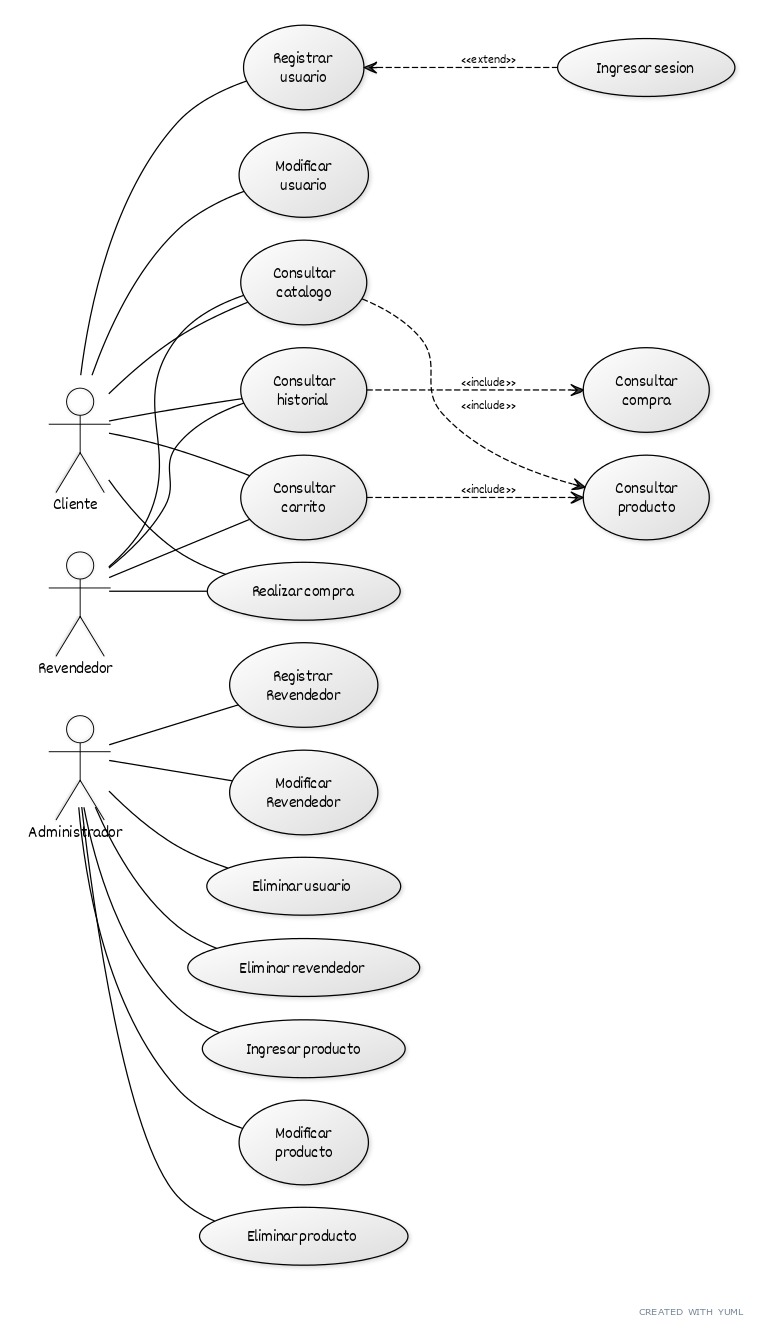 Registrar
usuario
<<extend>>
Ingresar sesion
Modificar
usuario
Consultar
catalogo
Consultar
historial
<<include>>
<<include>>
Consultar
compra
Cliente
Consultar
carrito
<<include>>
Consultar
producto
Realizar compra
Revendedor
Registrar
Revendedor
Modificar
Revendedor
Administrador
Eliminar usuario
Eliminar revendedor
Ingresar producto
Modificar
producto
Eliminar producto
CREATED WITH YUML